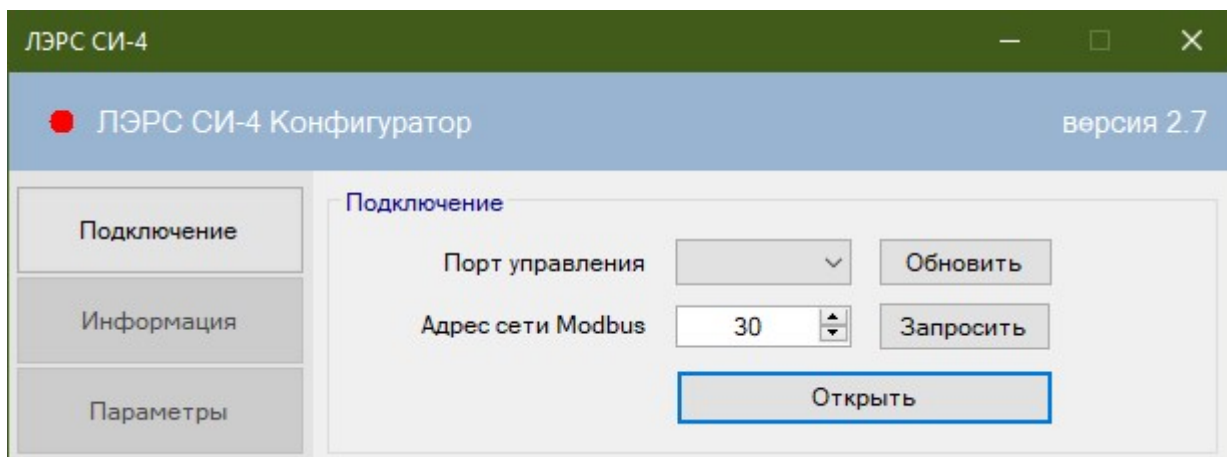 ЛЭРС СИ-4
ЛЭРС СИ-4 Конфигуратор версия 2.7
Подключение
Подключение
Порт управления Обновить
Информация
Адрес сети Modbus 30 Запросить
Параметры
Открыть